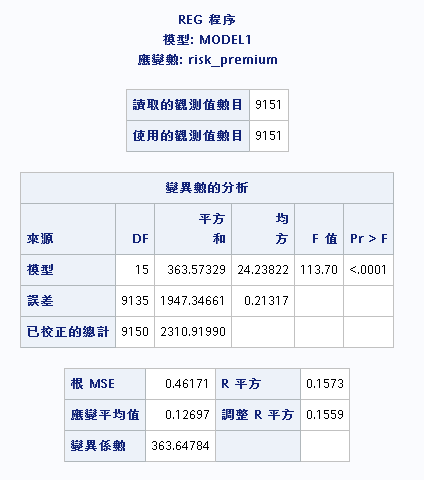 REG 程序
模型: MODEL1
應變數: risk_premium
讀取的觀測值數目 9151
使用的觀測值數目 9151
變異數的分析
來源 DF 平方和 均方 F 值 Pr > F
模型 15 363.57329 24.23822 113.70 <.0001
誤差 9135 1947.34661 0.21317
已校正的總計 9150 2310.91990
根 MSE 0.46171 R 平方 0.1573
應變平均值 0.12697 調整 R 平方 0.1559
變異係數 363.64784